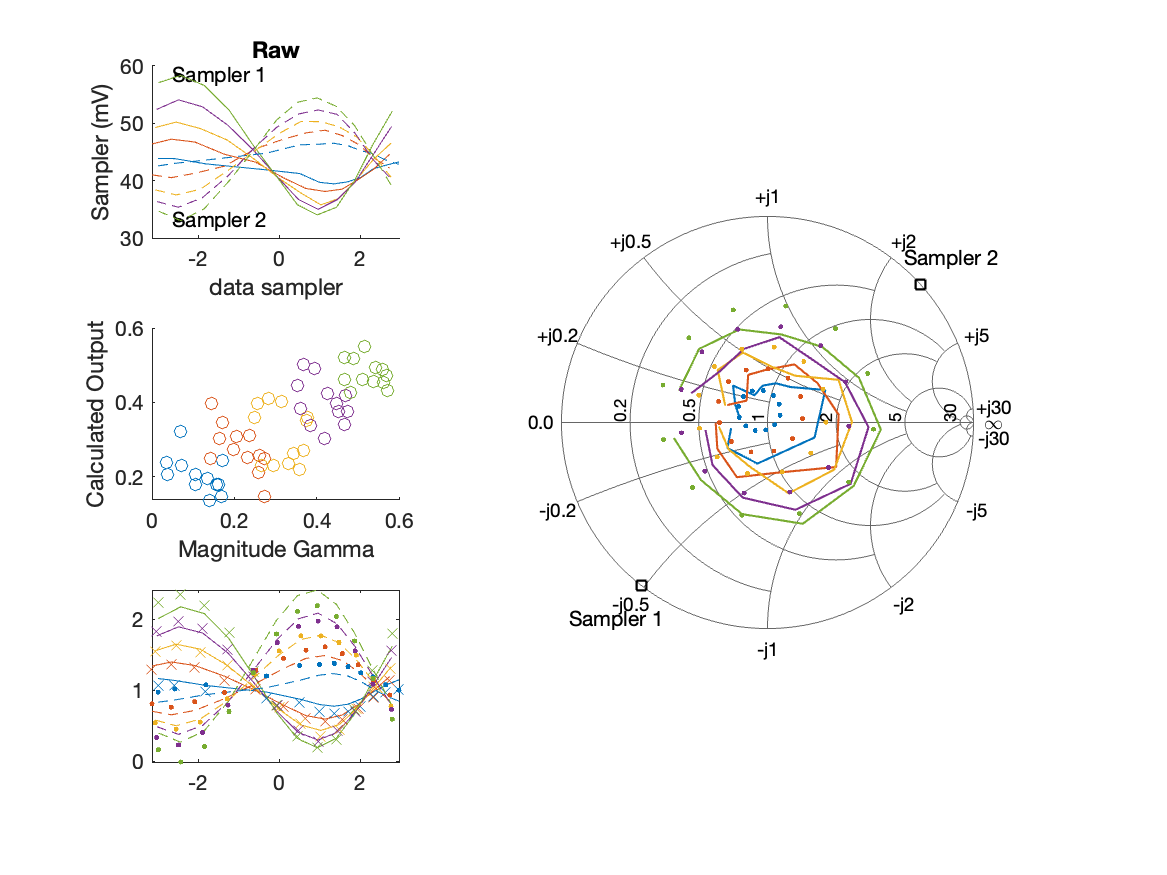 Raw
60
50
40
30
Sampler (mV)
Sampler 1
Sampler 2
-2
0
2
data sampler
0.6
0.4
0.2
Calculated Output
0
0.2
0.4
0.6
Magnitude Gamma
2
1
0
-2
0
2
+j1
+j0.5
+j2
Sampler 2
+j0.2
+j5
0.0
0.2
0.5
1
2
5
30
+j30
∞
-j30
-j0.2
-j5
-j0.5
Sampler 1
-j2
-j1